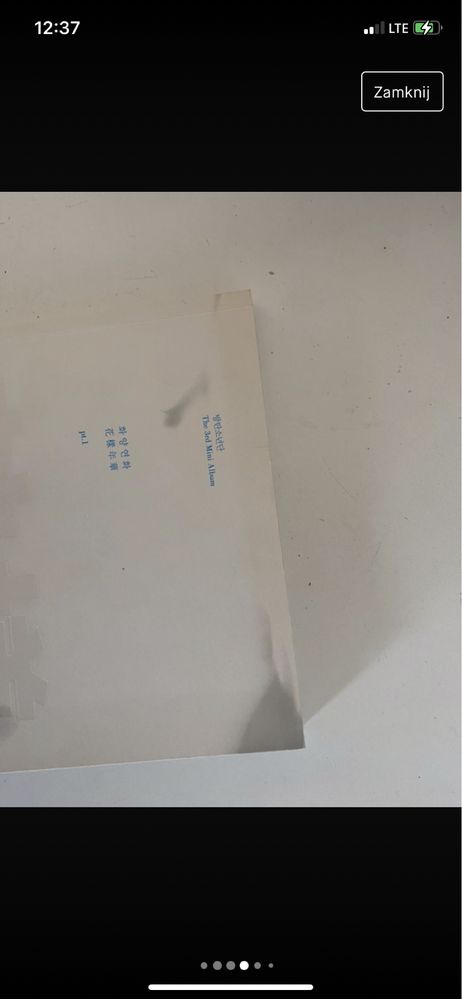 12:37
LTE
Zamknij
방탄소년단
The 3rd Mini Album
화양연화
花樣年華
pt.1